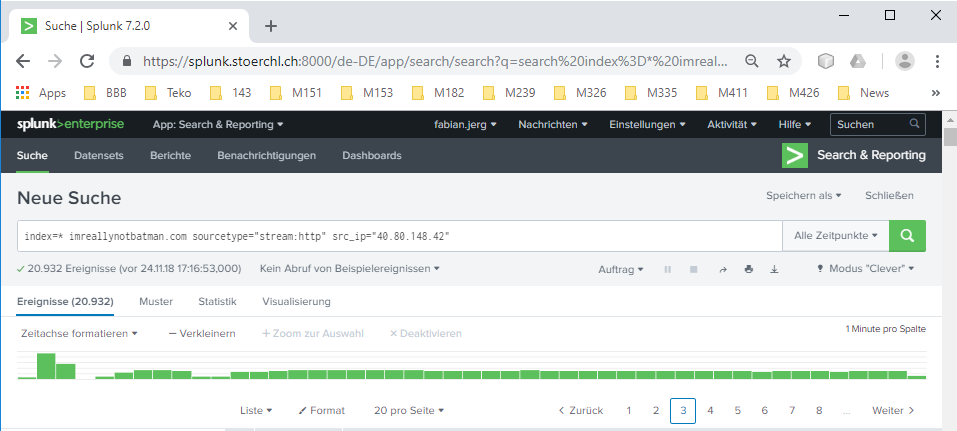 Suche | Splunk 7.2.0
https://splunk.stoerchl.ch:8000/de-DE/app/search/search?q=search%20index%3D*%20imreal...
Apps BBB Teko 143 M151 M153 M182 M239 M326 M335 M411 M426 News »
splunk>enterprise App: Search & Reporting fabian.jerg Nachrichten Einstellungen Aktivität Hilfe Suchen
Suche Datensets Berichte Benachrichtigungen Dashboards Search & Reporting
Neue Suche Speichern als Schließen
index=* imreallynotbatman.com sourcetype="stream:http" src_ip="40.80.148.42" Alle Zeitpunkte
20.932 Ereignisse (vor 24.11.18 17:16:53,000) Kein Abruf von Beispielereignissen Auftrag Modus "Clever"
Ereignisse (20.932) Muster Statistik Visualisierung
Zeitachse formatieren — Verkleinern + Zoom zur Auswahl × Deaktivieren 1 Minute pro Spalte
Liste Format 20 pro Seite < Zurück 1 2 3 4 5 6 7 8 ... Weiter >